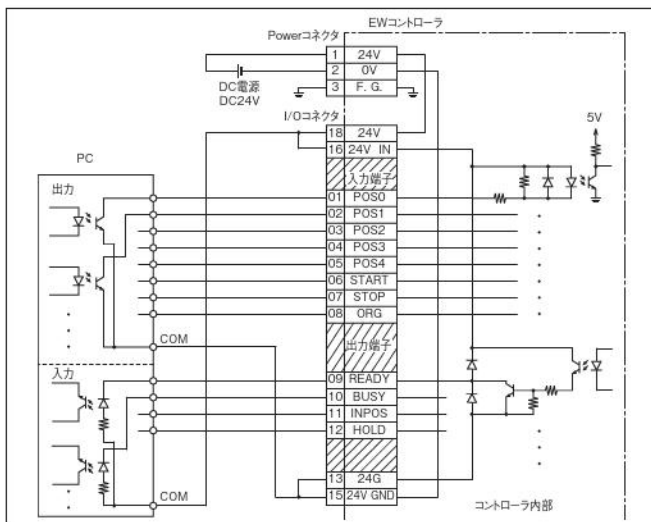 EWコントローラ
Powerコネクタ
1 24V
2 0V
3 F. G.
DC電源
DC24V
I/Oコネクタ
18 24V
16 24V IN
入力端子
5V
PC
出力
01 POS0
02 POS1
03 POS2
04 POS3
05 POS4
06 START
07 STOP
08 ORG
COM
出力端子
入力
09 READY
10 BUSY
11 INPOS
12 HOLD
13 24G
15 24V GND
COM
コントローラ内部